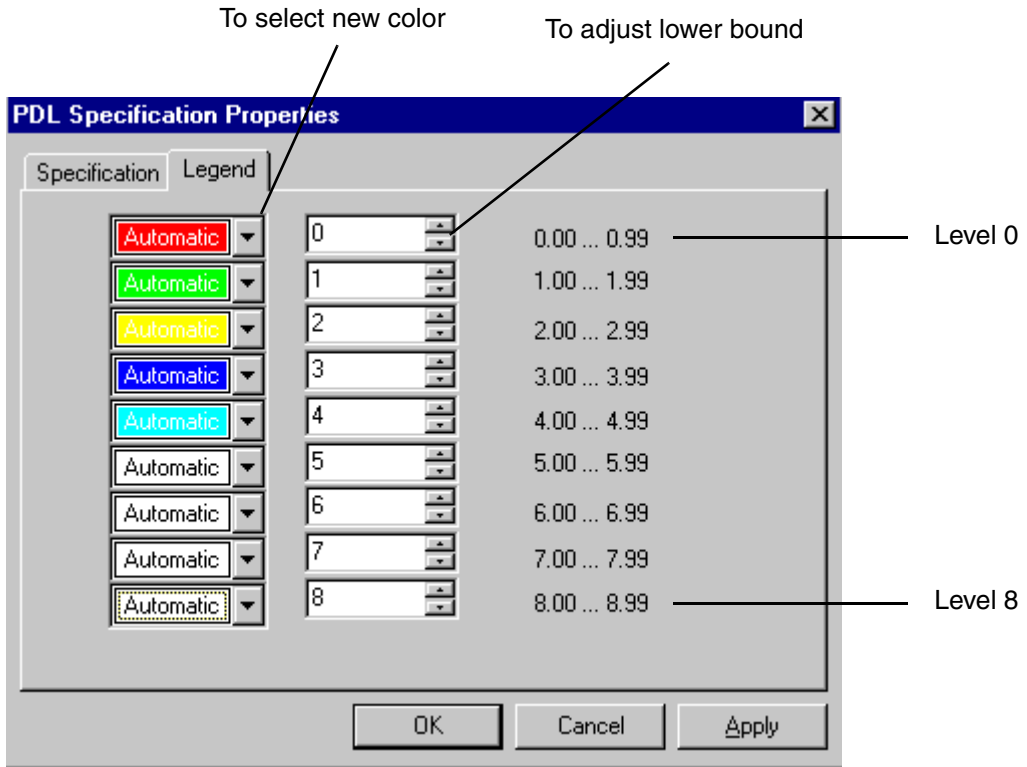 To select new color
To adjust lower bound
PDL Specification Properties
Specification Legend
Automatic 0 0.00 ... 0.99 Level 0
Automatic 1 1.00 ... 1.99
Automatic 2 2.00 ... 2.99
Automatic 3 3.00 ... 3.99
Automatic 4 4.00 ... 4.99
Automatic 5 5.00 ... 5.99
Automatic 6 6.00 ... 6.99
Automatic 7 7.00 ... 7.99
Automatic 8 8.00 ... 8.99 Level 8
OK Cancel Apply